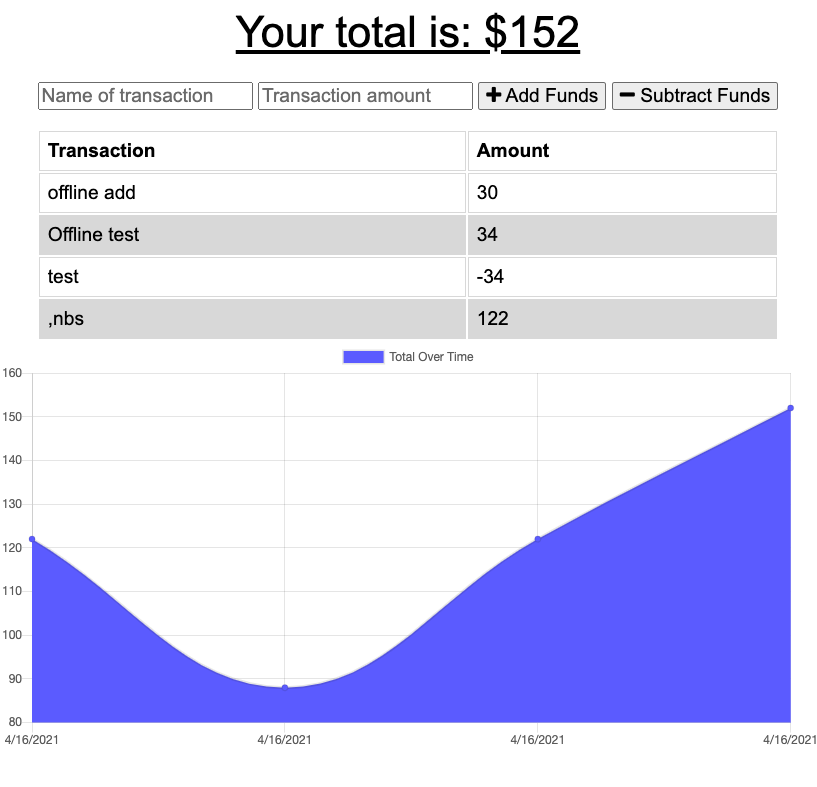 Your total is: $152
Name of transaction Transaction amount + Add Funds − Subtract Funds
Transaction Amount
offline add 30
Offline test 34
test -34
,nbs 122
Total Over Time
160
150
140
130
120
110
100
90
80
4/16/2021 4/16/2021 4/16/2021 4/16/2021